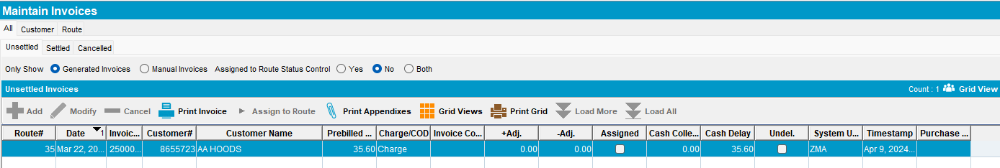 Maintain Invoices
All Customer Route
Unsettled Settled Cancelled
Only Show Generated Invoices Manual Invoices Assigned to Route Status Control Yes No Both
Unsettled Invoices Count : 1 Grid View
Add Modify Cancel Print Invoice Assign to Route Print Appendixes Grid Views Print Grid Load More Load All
Route# Date 1 Invoic... Customer# Customer Name Prebilled ... Charge/COD Invoice Co... +Adj. -Adj. Assigned Cash Colle... Cash Delay Undel. System U... Timestamp Purchase ...
35 Mar 22, 20... 25000... 8655723 AA HOODS 35.60 Charge 0.00 0.00 0.00 35.60 ZMA Apr 9, 2024...